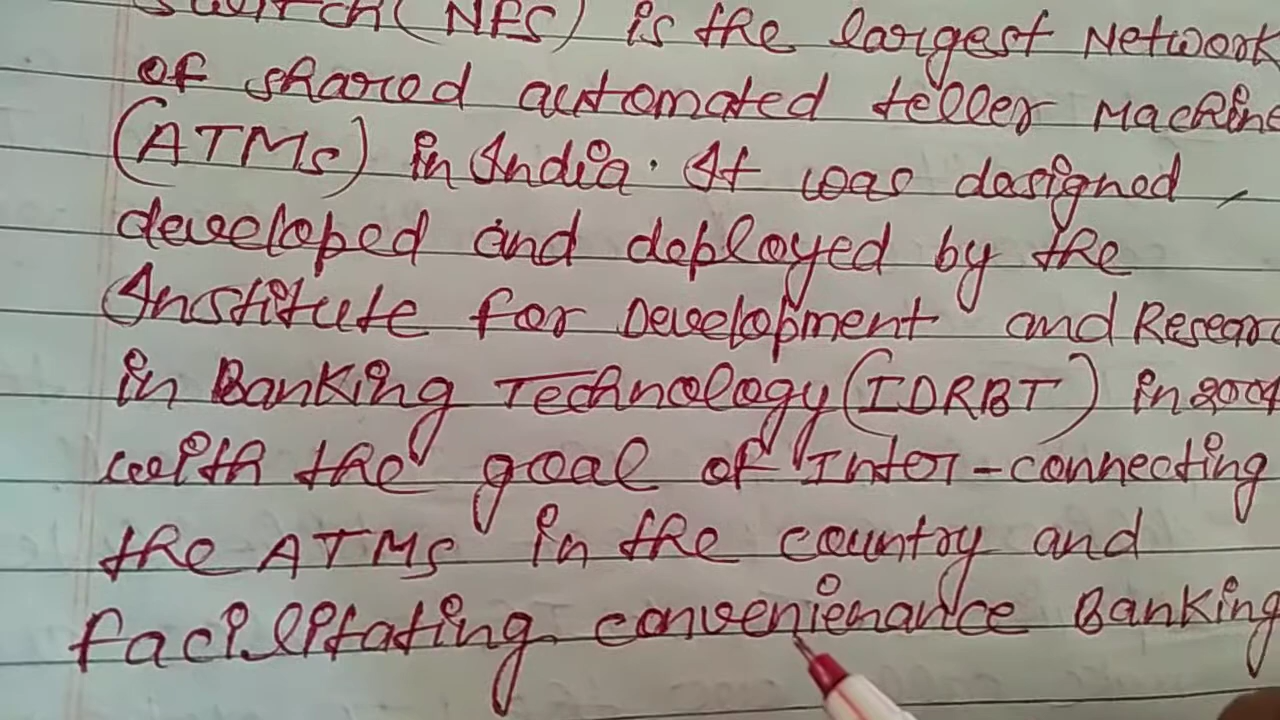 Switch (NFS) is the largest Network
of shared automated teller Machine
(ATMs) in India. It was designed,
developed and deployed by the
Institute for Development and Resear
in Banking Technology (IDRBT) in 2004
with the goal of Inter-connecting
the ATMs in the country and
facilitating convenienance Banking